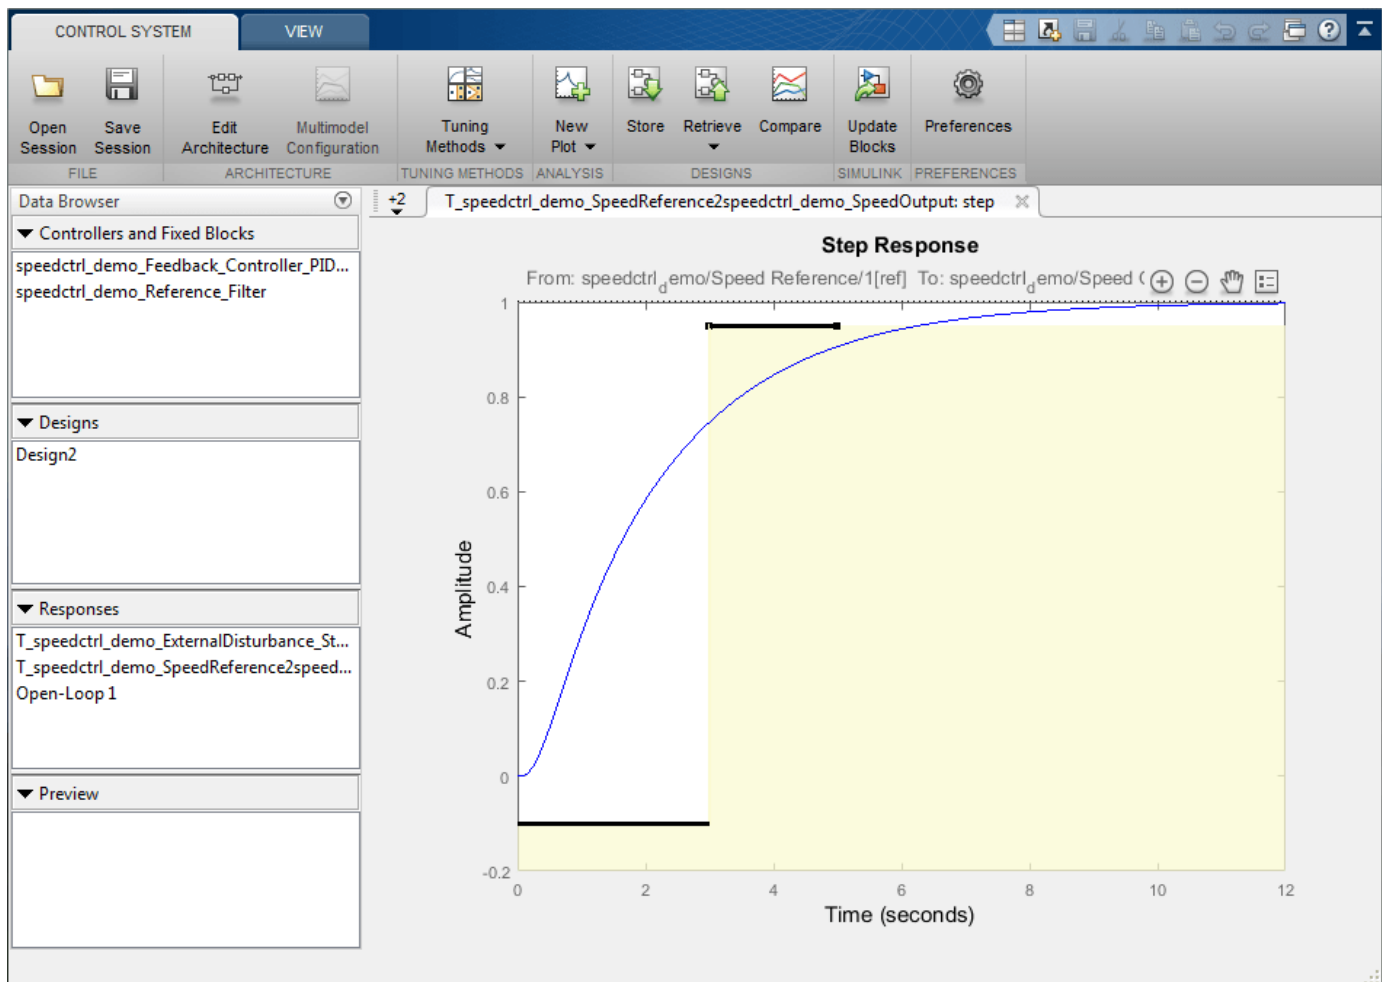 CONTROL SYSTEM
VIEW
Open
Session
Save
Session
Edit
Architecture
Multimodel
Configuration
Tuning
Methods
New
Plot
Store
Retrieve
Compare
Update
Blocks
Preferences
FILE
ARCHITECTURE
TUNING METHODS
ANALYSIS
DESIGNS
SIMULINK
PREFERENCES
Data Browser
Controllers and Fixed Blocks
speedctrl_demo_Feedback_Controller_PID...
speedctrl_demo_Reference_Filter
Designs
Design2
Responses
T_speedctrl_demo_ExternalDisturbance_St...
T_speedctrl_demo_SpeedReference2speed...
Open-Loop 1
Preview
+2
T_speedctrl_demo_SpeedReference2speedctrl_demo_SpeedOutput: step
Step Response
From: speedctrl_demo/Speed Reference/1[ref] To: speedctrl_demo/Speed
Amplitude
1
0.8
0.6
0.4
0.2
0
-0.2
0
2
4
6
8
10
12
Time (seconds)